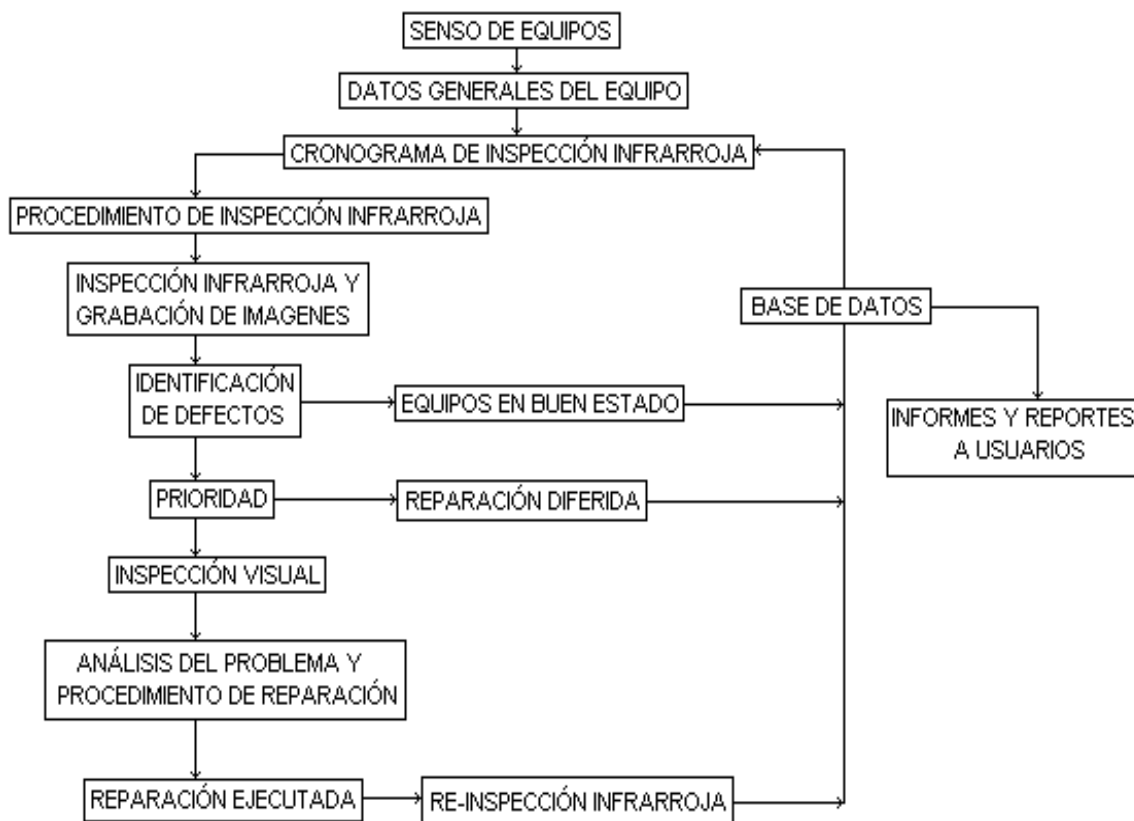 SENSO DE EQUIPOS
DATOS GENERALES DEL EQUIPO
CRONOGRAMA DE INSPECCIÓN INFRARROJA
PROCEDIMIENTO DE INSPECCIÓN INFRARROJA
INSPECCIÓN INFRARROJA Y
GRABACIÓN DE IMAGENES
BASE DE DATOS
IDENTIFICACIÓN
DE DEFECTOS
EQUIPOS EN BUEN ESTADO
INFORMES Y REPORTES
A USUARIOS
PRIORIDAD
REPARACIÓN DIFERIDA
INSPECCIÓN VISUAL
ANÁLISIS DEL PROBLEMA Y
PROCEDIMIENTO DE REPARACIÓN
REPARACIÓN EJECUTADA
RE-INSPECCIÓN INFRARROJA